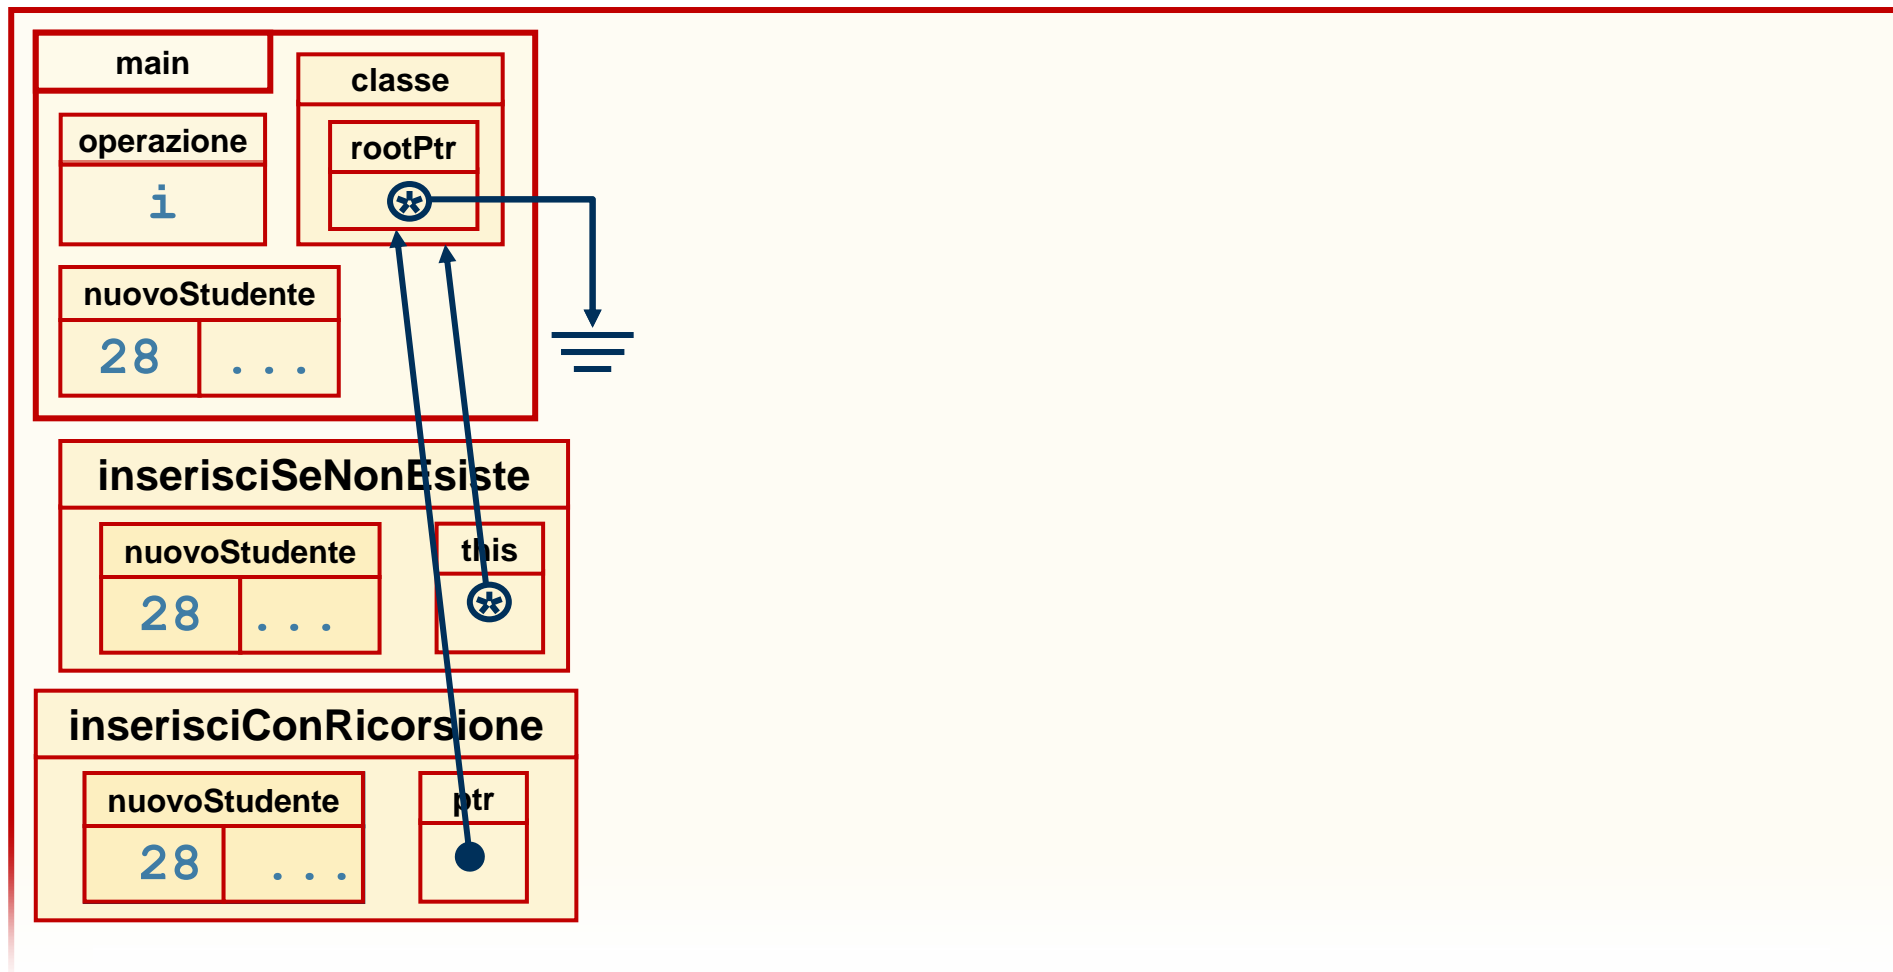 main
classe
operazione
rootPtr
i
*
nuovoStudente
28 ...
inserisciSeNonEsiste
nuovoStudente this
28 ... *
inserisciConRicorsione
nuovoStudente ptr
28 ...